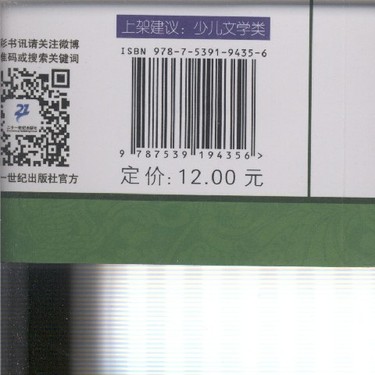 上架建议：少儿文学类
彩书讯请关注微博
维码或搜索关键词
ISBN 978-7-5391-9435-6
二十一世纪出版社
9 787539 194356 >
定价：12.00 元
一世纪出版社官方